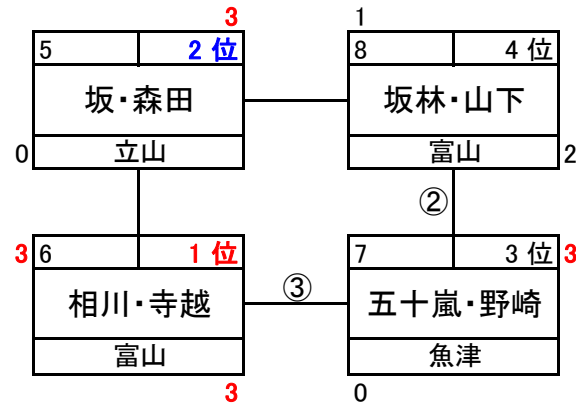 3 1
5 2 位 8 4 位
坂・森田 坂林・山下
0 立山 富山 2
②
3 6 1 位 7 3 位 3
③
相川・寺越 五十嵐・野崎
富山 魚津
3 0